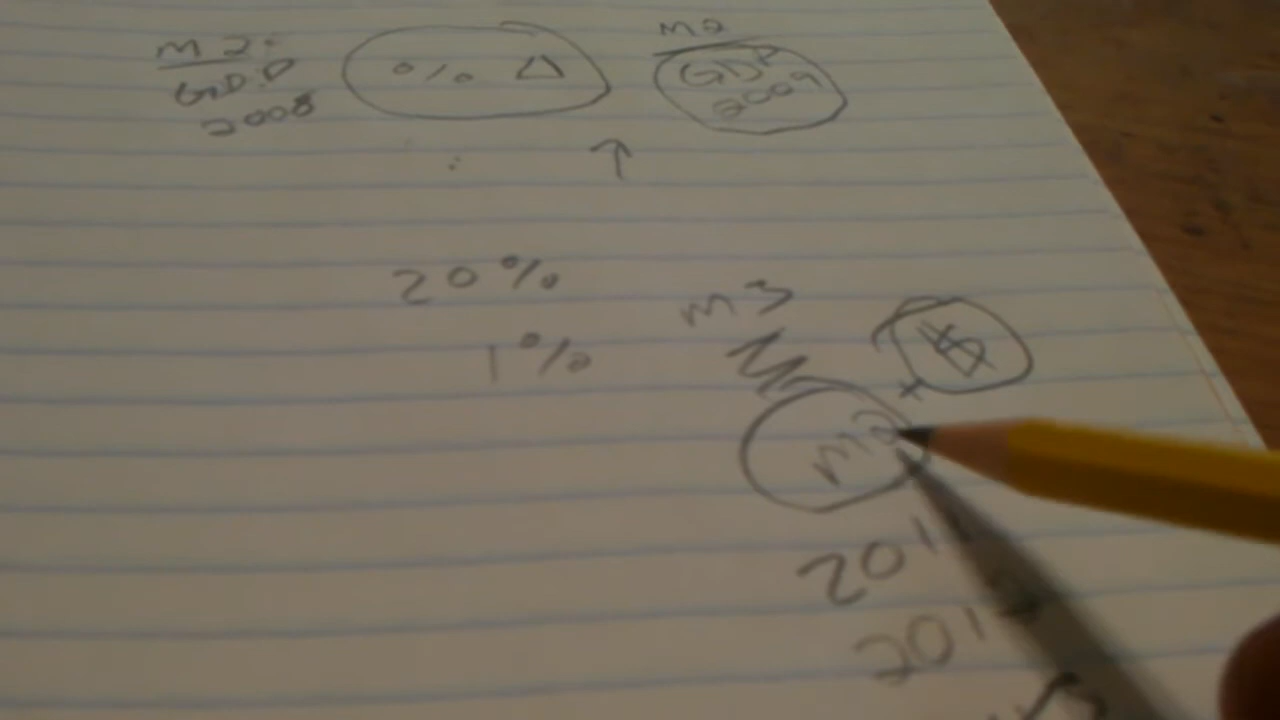 M2 % Δ M2
GDP GDP
2008 2009
↑
20%
1%
M3
$
+
M2
201
201